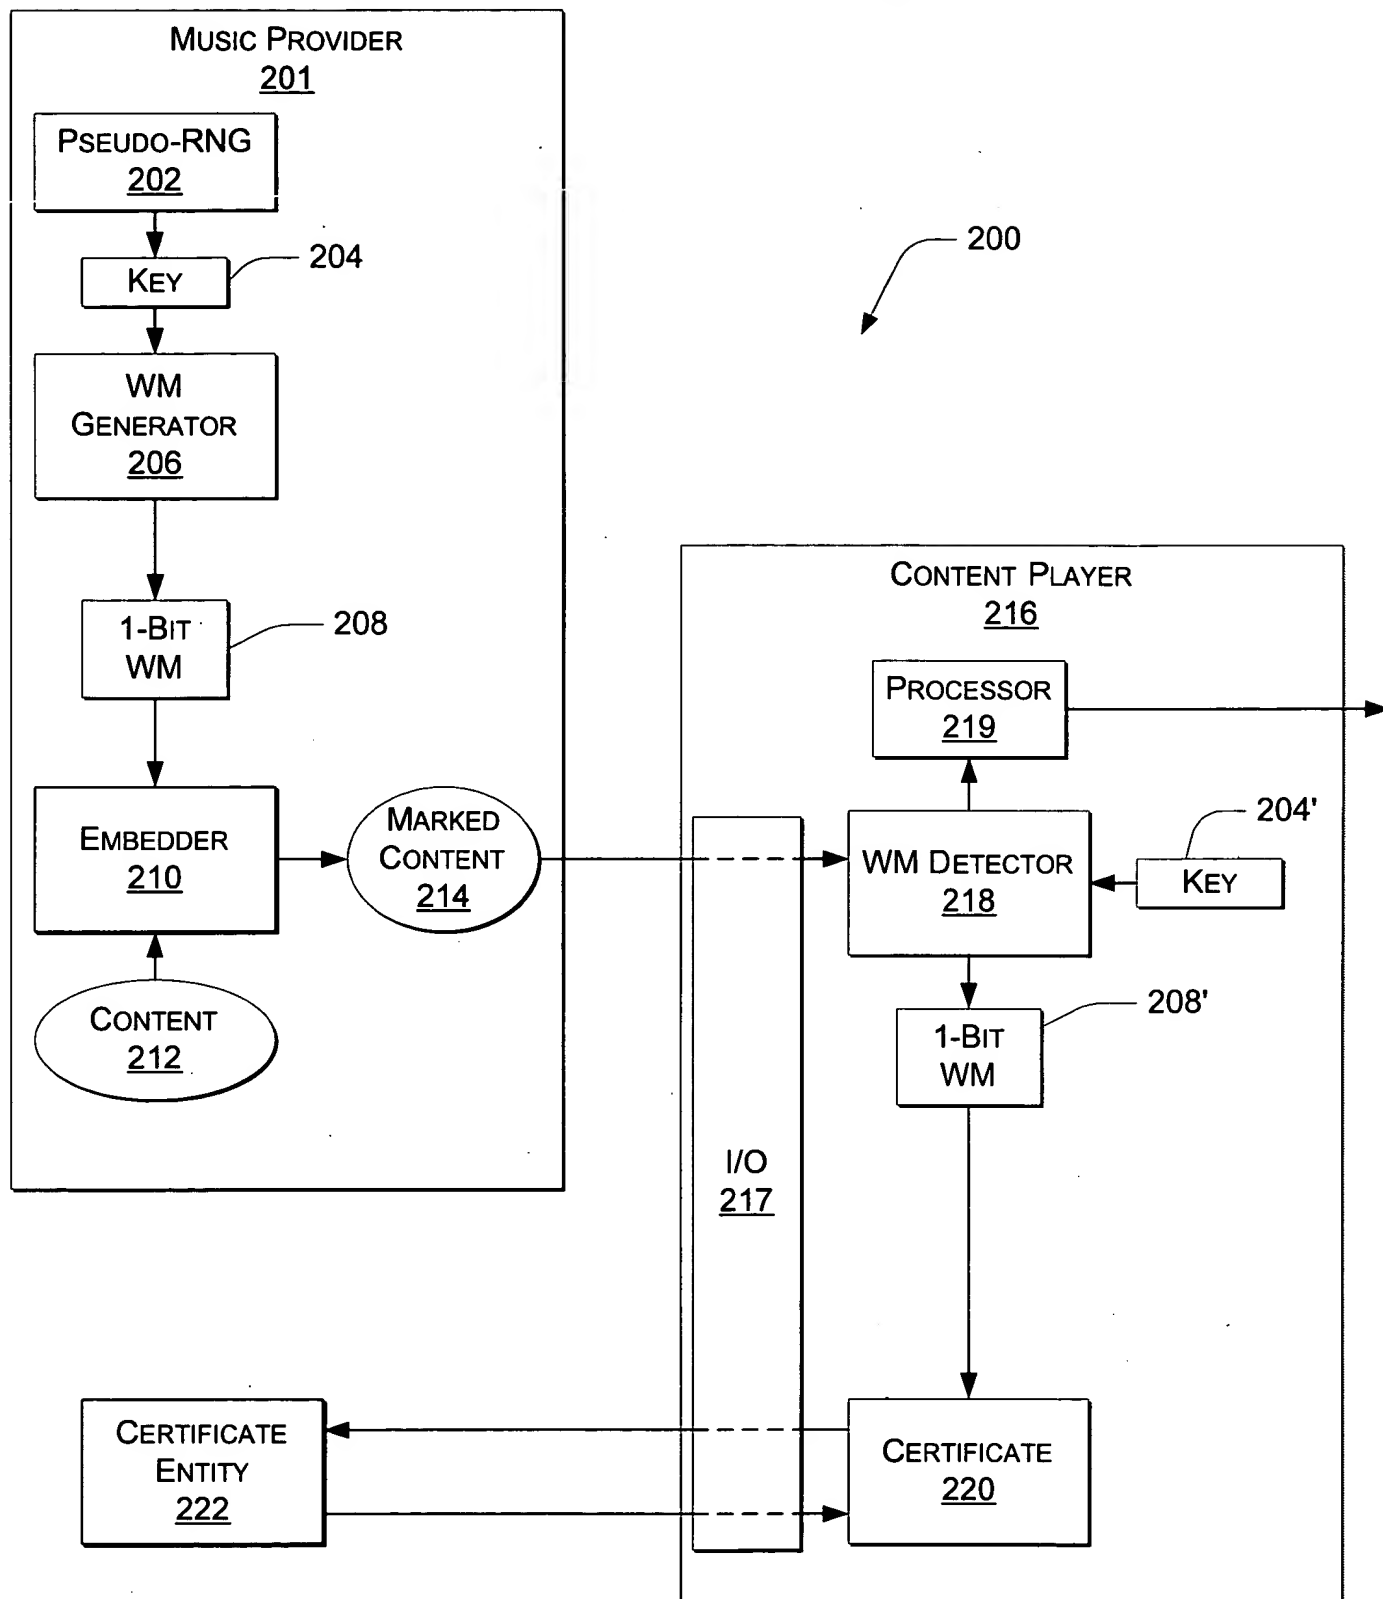 MUSIC PROVIDER
201
PSEUDO-RNG
202
KEY
204
WM
GENERATOR
206
1-BIT
WM
208
EMBEDDER
210
MARKED
CONTENT
214
CONTENT
212
200
CONTENT PLAYER
216
PROCESSOR
219
WM DETECTOR
218
204'
KEY
208'
1-BIT
WM
I/O
217
CERTIFICATE
ENTITY
222
CERTIFICATE
220